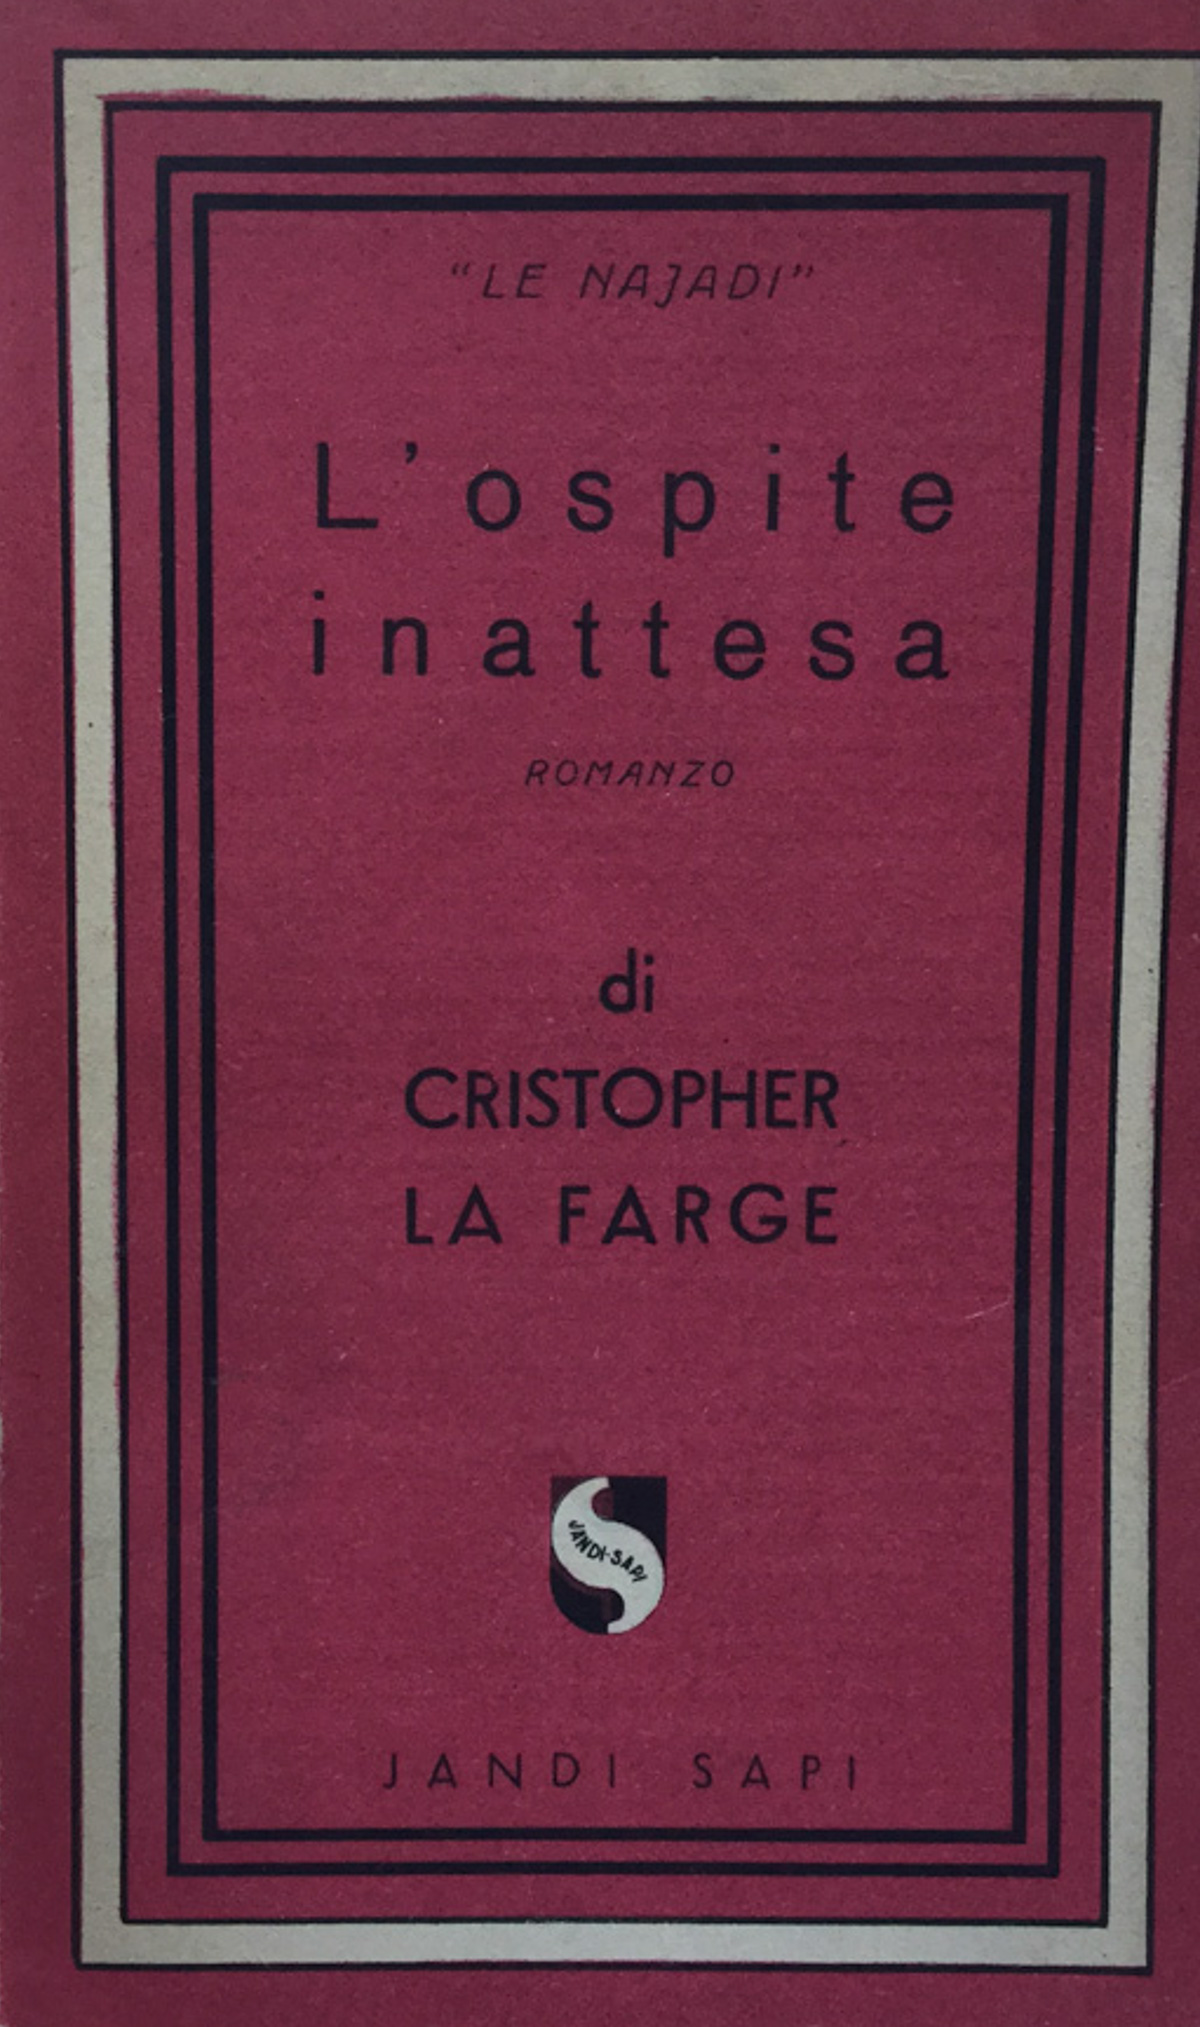 "LE NAJADI"
L'ospite
inattesa
ROMANZO
di
CRISTOPHER
LA FARGE
JANDI-SAPI
JANDI SAPI